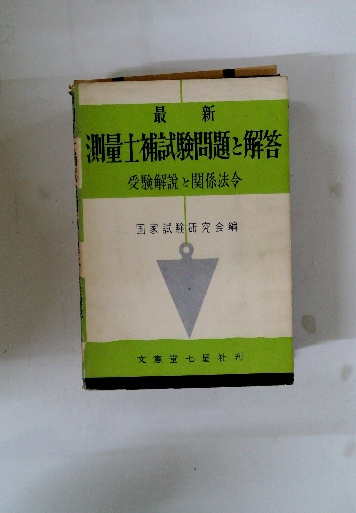 最新
測量士補試験問題と解答
受験解説と関係法令
国家試験研究会編
文憲堂七星社刊